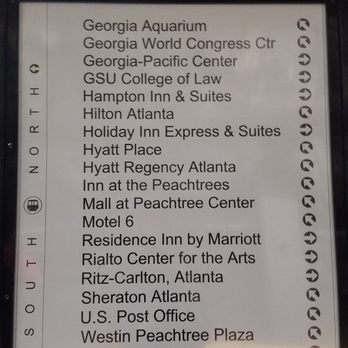 Georgia Aquarium
Georgia World Congress Ctr
Georgia-Pacific Center
GSU College of Law
Hampton Inn & Suites
Hilton Atlanta
Holiday Inn Express & Suites
Hyatt Place
Hyatt Regency Atlanta
Inn at the Peachtrees
Mall at Peachtree Center
Motel 6
Residence Inn by Marriott
Rialto Center for the Arts
Ritz-Carlton, Atlanta
Sheraton Atlanta
U.S. Post Office
Westin Peachtree Plaza
SOUTH
NORTH